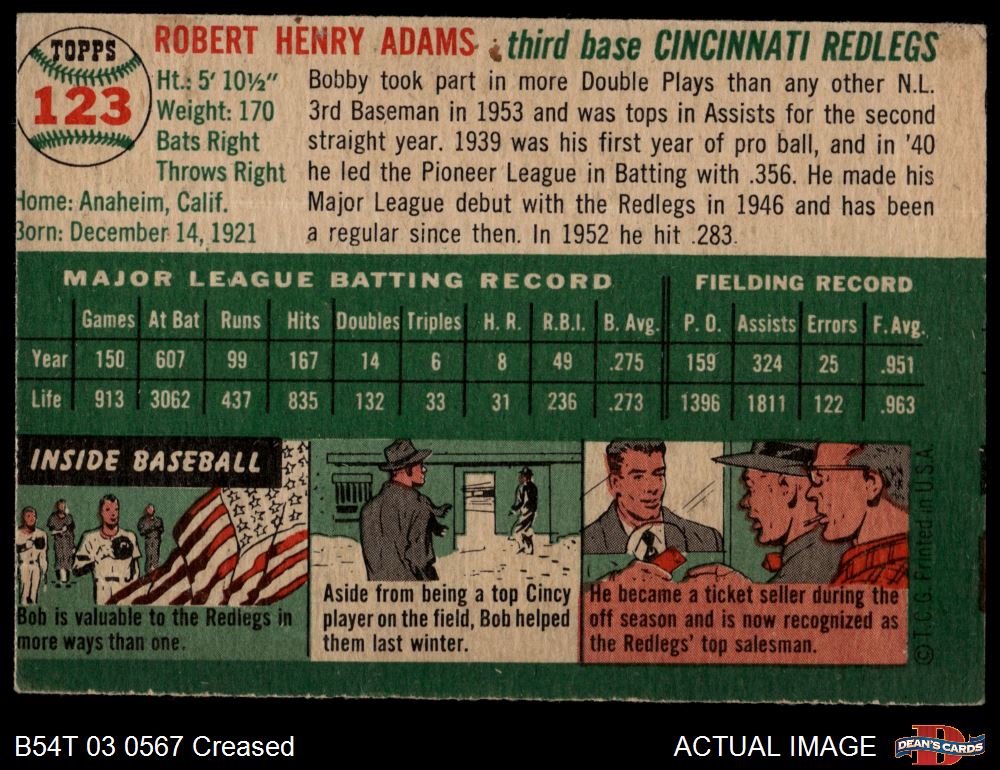 TOPPS
123
ROBERT HENRY ADAMS third base CINCINNATI REDLEGS
Ht.: 5' 10½"
Weight: 170
Bats Right
Throws Right
Home: Anaheim, Calif.
Born: December 14, 1921
Bobby took part in more Double Plays than any other N.L.
3rd Baseman in 1953 and was tops in Assists for the second
straight year. 1939 was his first year of pro ball, and in '40
he led the Pioneer League in Batting with .356. He made his
Major League debut with the Redlegs in 1946 and has been
a regular since then. In 1952 he hit .283.
MAJOR LEAGUE BATTING RECORD FIELDING RECORD
Games At Bat Runs Hits Doubles Triples H. R. R.B.I. B. Avg. P. O. Assists Errors F. Avg.
Year 150 607 99 167 14 6 8 49 .275 159 324 25 .951
Life 913 3062 437 835 132 33 31 236 .273 1396 1811 122 .963
INSIDE BASEBALL
Bob is valuable to the Redlegs in
more ways than one.
Aside from being a top Cincy
player on the field, Bob helped
them last winter.
He became a ticket seller during the
off season and is now recognized as
the Redlegs' top salesman.
© T.C.G. Printed in U.S.A.
B54T 03 0567 Creased
ACTUAL IMAGE
DEAN'S CARDS